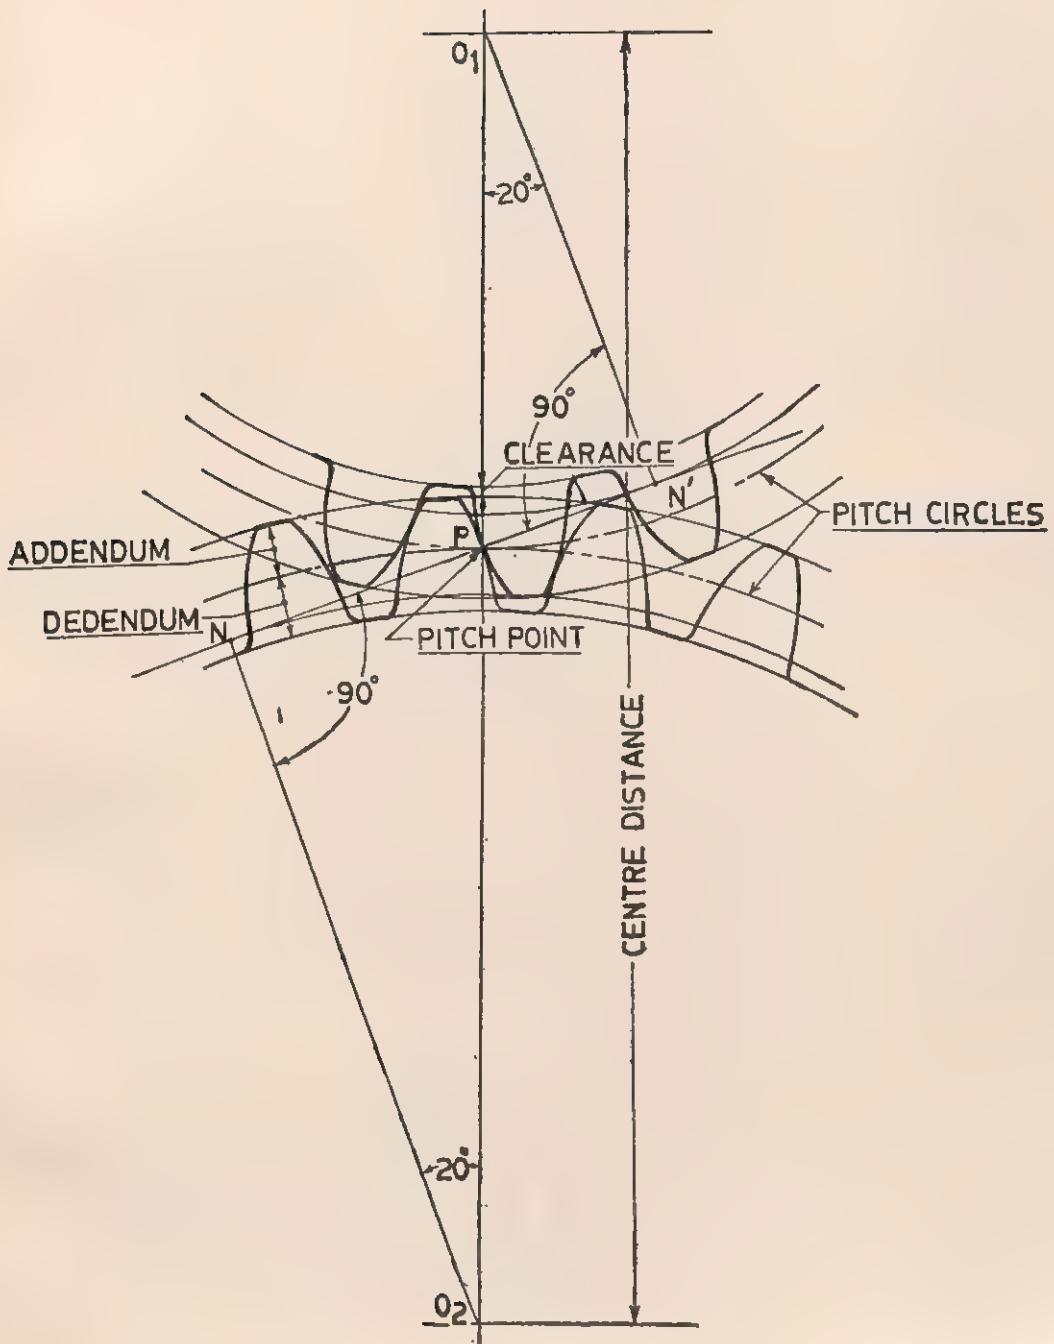 O1
20°
90°
CLEARANCE
N'
P
PITCH CIRCLES
ADDENDUM
DEDENDUM
N
PITCH POINT
90°
CENTRE DISTANCE
20°
O2